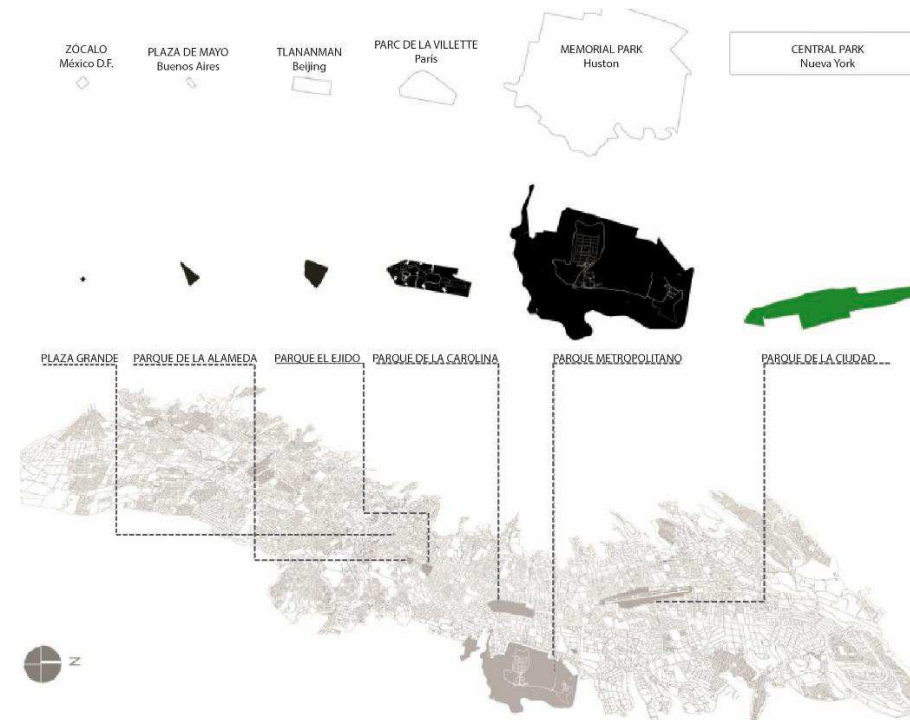 ZÓCALO
México D.F.
PLAZA DE MAYO
Buenos Aires
TLANANMAN
Beijing
PARC DE LA VILLETTE
París
MEMORIAL PARK
Huston
CENTRAL PARK
Nueva York
PLAZA GRANDE
PARQUE DE LA ALAMEDA
PARQUE EL EJIDO
PARQUE DE LA CAROLINA
PARQUE METROPOLITANO
PARQUE DE LA CIUDAD
N